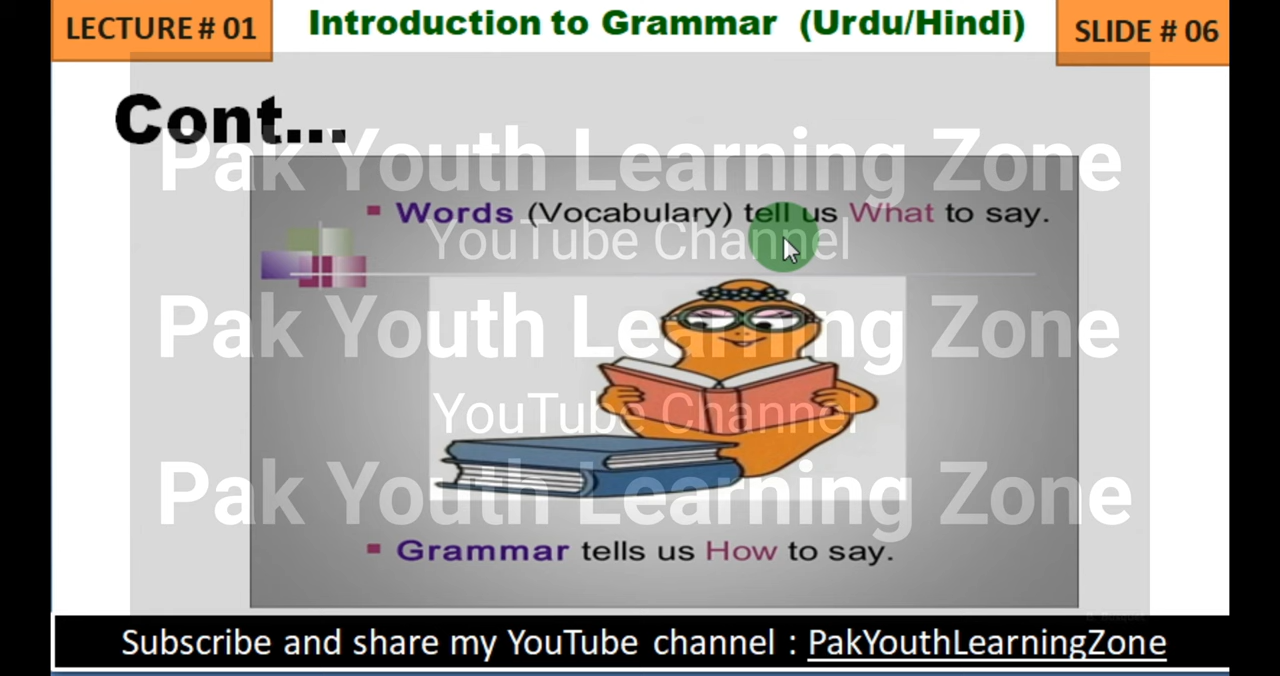 LECTURE # 01
Introduction to Grammar (Urdu/Hindi)
SLIDE # 06
Cont...
Pak Youth Learning Zone
Words (Vocabulary) tell us What to say.
YouTube Channel
Pak Youth Learning Zone
YouTube Channel
Pak Youth Learning Zone
Grammar tells us How to say.
Subscribe and share my YouTube channel : PakYouthLearningZone